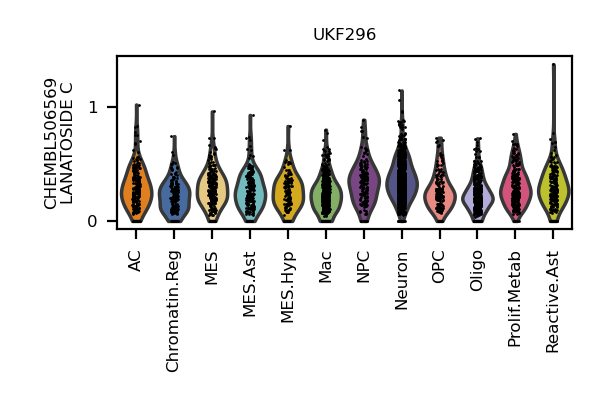 UKF296
CHEMBL506569
LANATOSIDE C
1
0
AC
Chromatin.Reg
MES
MES.Ast
MES.Hyp
Mac
NPC
Neuron
OPC
Oligo
Prolif.Metab
Reactive.Ast